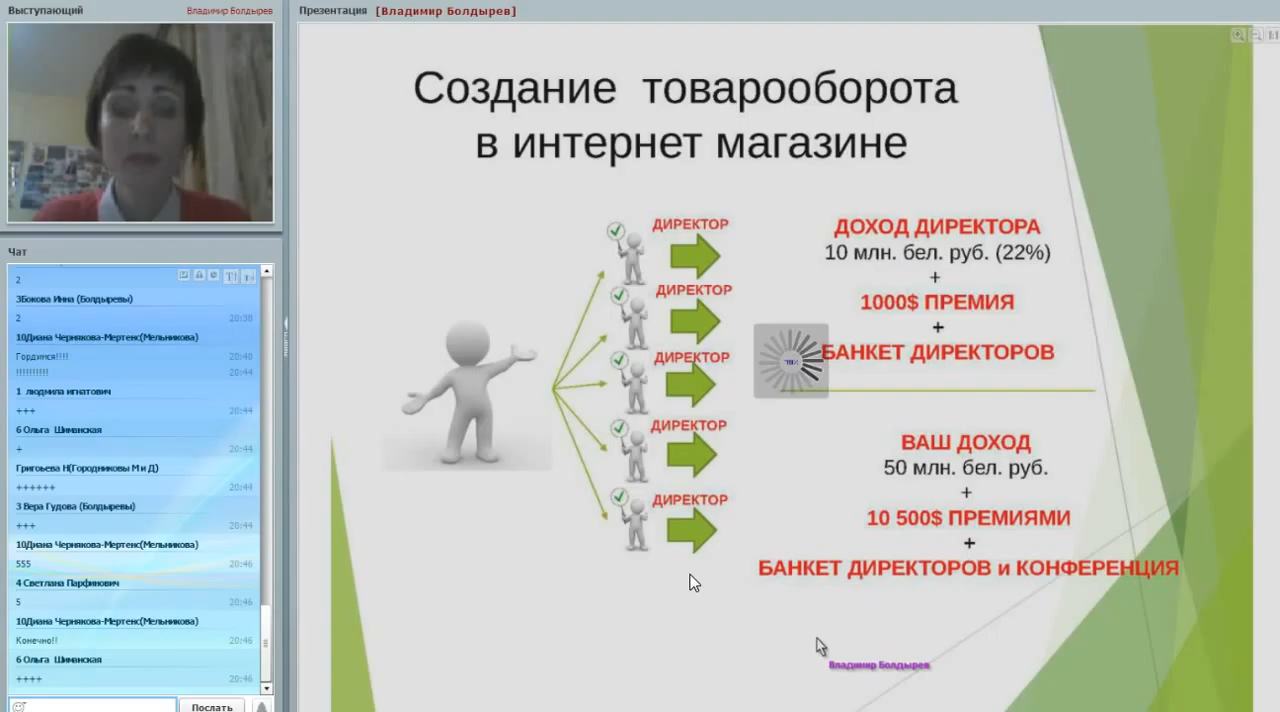 Выступающий
Владимир Болдырев
Чат
2
3Бокова Инна (Болдыревы)
2
20:38
10Диана Чернякова-Мертенс(Мельникова)
Гордимся!!!!
20:40
!!!!!!!!!!
20:44
1 людмила игнатович
+++
20:44
6 Ольга Шиманская
+
20:44
Григоьева Н(Городниковы М и Д)
++++++
20:44
3 Вера Гудова (Болдыревы)
+++
20:44
10Диана Чернякова-Мертенс(Мельникова)
555
20:46
4 Светлана Парфинович
5
20:46
10Диана Чернякова-Мертенс(Мельникова)
Конечно!!
20:46
6 Ольга Шиманская
++++
20:46
Послать
Презентация [Владимир Болдырев]
Создание товарооборота
в интернет магазине
ДИРЕКТОР
ДИРЕКТОР
ДИРЕКТОР
ДИРЕКТОР
ДИРЕКТОР
ДОХОД ДИРЕКТОРА
10 млн. бел. руб. (22%)
+
1000$ ПРЕМИЯ
+
БАНКЕТ ДИРЕКТОРОВ
ВАШ ДОХОД
50 млн. бел. руб.
+
10 500$ ПРЕМИЯМИ
+
БАНКЕТ ДИРЕКТОРОВ и КОНФЕРЕНЦИЯ
Владимир Болдырев